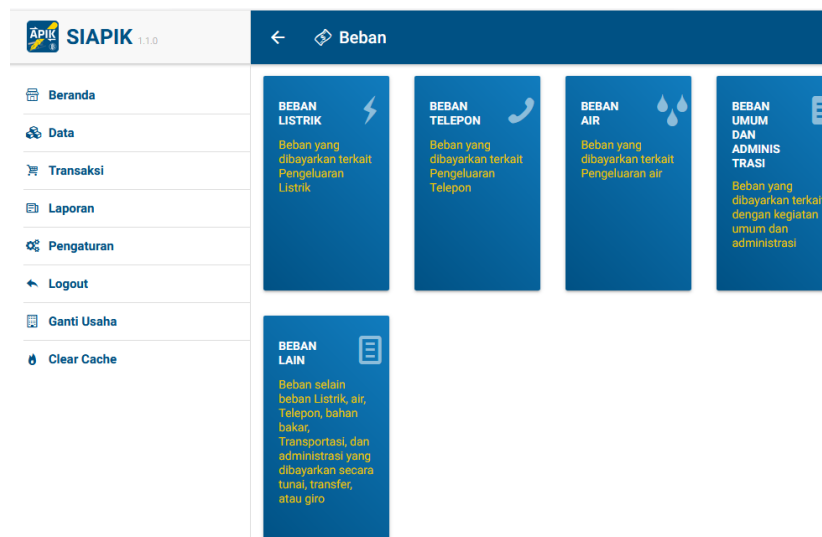 APIK
SIAPIK 1.1.0
Beranda
Data
Transaksi
Laporan
Pengaturan
Logout
Ganti Usaha
Clear Cache
Beban
BEBAN
LISTRIK
Beban yang
dibayarkan terkait
Pengeluaran
Listrik
BEBAN
TELEPON
Beban yang
dibayarkan terkait
Pengeluaran
Telepon
BEBAN
AIR
Beban yang
dibayarkan terkait
Pengeluaran air
BEBAN
UMUM
DAN
ADMINIS
TRASI
Beban yang
dibayarkan terkait
dengan kegiatan
umum dan
administrasi
BEBAN
LAIN
Beban selain
beban Listrik, air,
Telepon, bahan
bakar,
Transportasi, dan
administrasi yang
dibayarkan secara
tunai, transfer,
atau giro